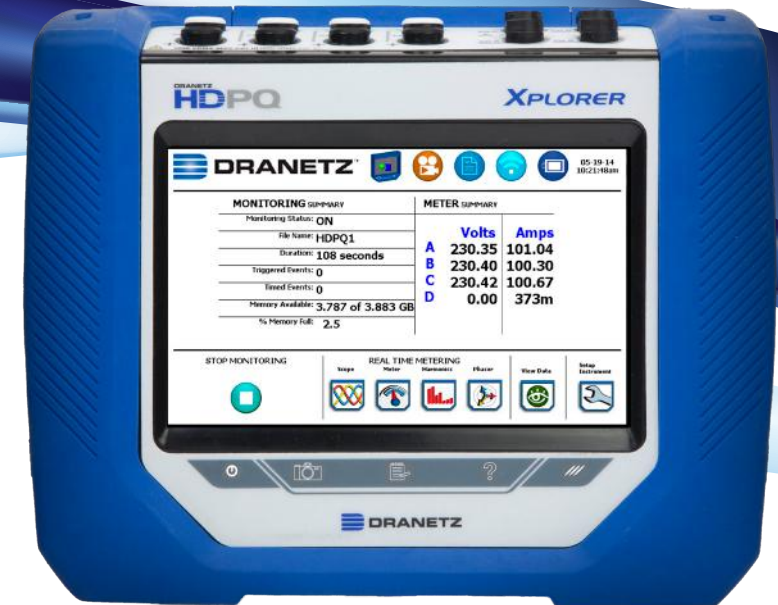 DRANETZ
HDPQ
XPLORER
DRANETZ
05-19-14
10:21:48am
MONITORING SUMMARY
Monitoring Status: ON
File Name: HDPQ1
Duration: 108 seconds
Triggered Events: 0
Timed Events: 0
Memory Available: 3.787 of 3.883 GB
% Memory Full: 2.5
METER SUMMARY
Volts Amps
A 230.35 101.04
B 230.40 100.30
C 230.42 100.67
D 0.00 373m
STOP MONITORING
REAL TIME METERING
Scope Meter Harmonics Phasor
View Data
Setup
Instrument
?
DRANETZ